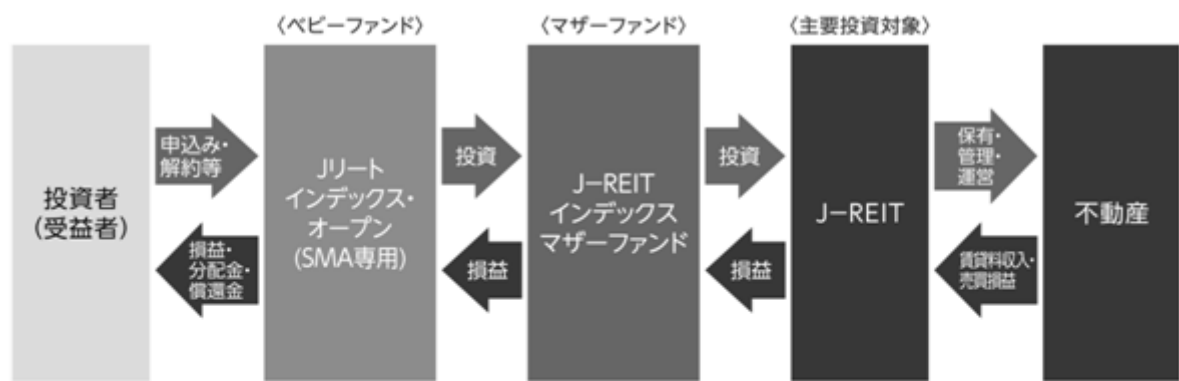 〈ベビーファンド〉
〈マザーファンド〉
〈主要投資対象〉
投資者
(受益者)
申込み・
解約等
損益・
分配金・
償還金
Jリート
インデックス・
オープン
(SMA専用)
投資
損益
J−REIT
インデックス
マザーファンド
投資
損益
J−REIT
保有・
管理・
運営
賃貸料収入・
売買損益
不動産